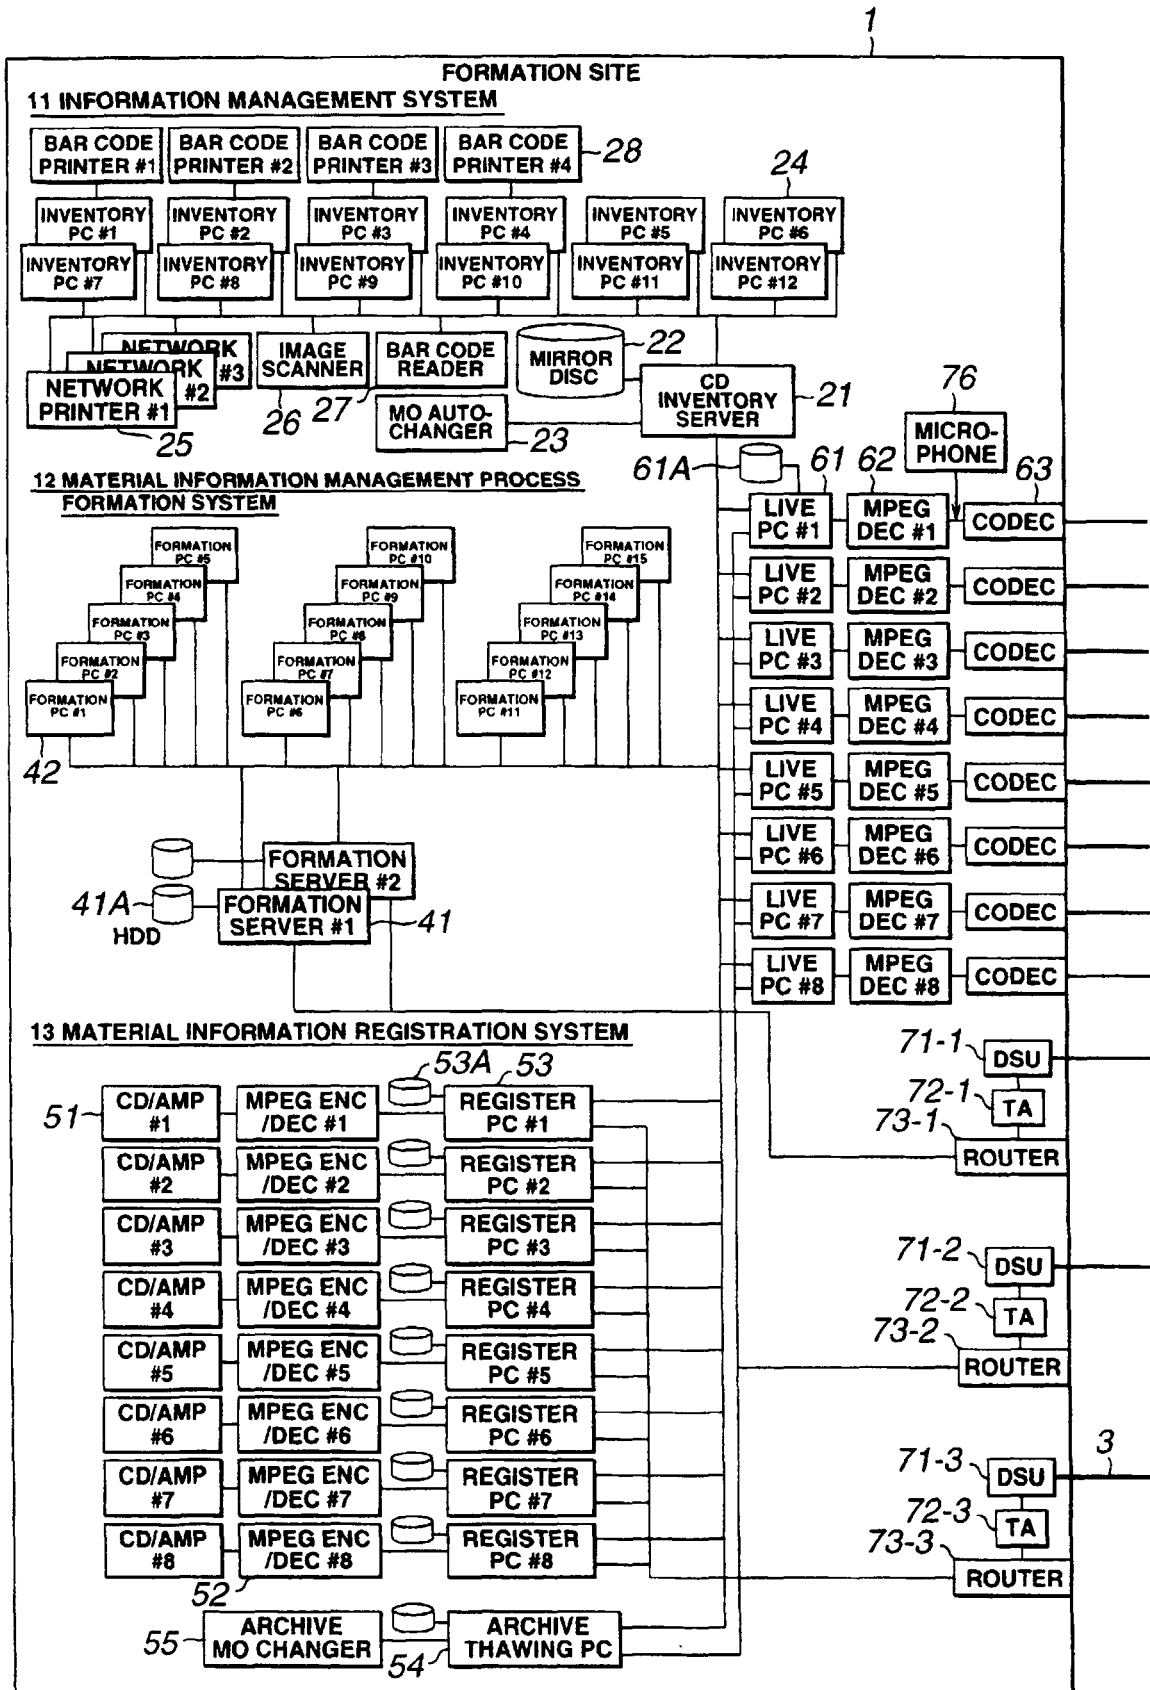 1
FORMATION SITE
11 INFORMATION MANAGEMENT SYSTEM
BAR CODE
PRINTER #1
BAR CODE
PRINTER #2
BAR CODE
PRINTER #3
BAR CODE
PRINTER #4
28
24
INVENTORY
PC #1
INVENTORY
PC #2
INVENTORY
PC #3
INVENTORY
PC #4
INVENTORY
PC #5
INVENTORY
PC #6
INVENTORY
PC #7
INVENTORY
PC #8
INVENTORY
PC #9
INVENTORY
PC #10
INVENTORY
PC #11
INVENTORY
PC #12
NETWORK
#3
NETWORK
#2
NETWORK
PRINTER #1
25
IMAGE
SCANNER
26
BAR CODE
READER
27
MIRROR
DISC
22
MO AUTO-
CHANGER
23
CD
INVENTORY
SERVER
21
76
MICRO-
PHONE
61A
61
62
63
12 MATERIAL INFORMATION MANAGEMENT PROCESS
FORMATION SYSTEM
FORMATION
PC #5
FORMATION
PC #4
FORMATION
PC #3
FORMATION
PC #2
FORMATION
PC #1
42
FORMATION
PC #10
FORMATION
PC #9
FORMATION
PC #8
FORMATION
PC #7
FORMATION
PC #6
FORMATION
PC #15
FORMATION
PC #14
FORMATION
PC #13
FORMATION
PC #12
FORMATION
PC #11
LIVE
PC #1
MPEG
DEC #1
CODEC
LIVE
PC #2
MPEG
DEC #2
CODEC
LIVE
PC #3
MPEG
DEC #3
CODEC
LIVE
PC #4
MPEG
DEC #4
CODEC
LIVE
PC #5
MPEG
DEC #5
CODEC
LIVE
PC #6
MPEG
DEC #6
CODEC
LIVE
PC #7
MPEG
DEC #7
CODEC
LIVE
PC #8
MPEG
DEC #8
CODEC
FORMATION
SERVER #2
41A
HDD
FORMATION
SERVER #1
41
13 MATERIAL INFORMATION REGISTRATION SYSTEM
53A
53
51
CD/AMP
#1
MPEG ENC
/DEC #1
REGISTER
PC #1
CD/AMP
#2
MPEG ENC
/DEC #2
REGISTER
PC #2
CD/AMP
#3
MPEG ENC
/DEC #3
REGISTER
PC #3
CD/AMP
#4
MPEG ENC
/DEC #4
REGISTER
PC #4
CD/AMP
#5
MPEG ENC
/DEC #5
REGISTER
PC #5
CD/AMP
#6
MPEG ENC
/DEC #6
REGISTER
PC #6
CD/AMP
#7
MPEG ENC
/DEC #7
REGISTER
PC #7
CD/AMP
#8
MPEG ENC
/DEC #8
REGISTER
PC #8
52
55
ARCHIVE
MO CHANGER
54
ARCHIVE
THAWING PC
71-1
DSU
72-1
TA
73-1
ROUTER
71-2
DSU
72-2
TA
73-2
ROUTER
71-3
DSU
3
72-3
TA
73-3
ROUTER